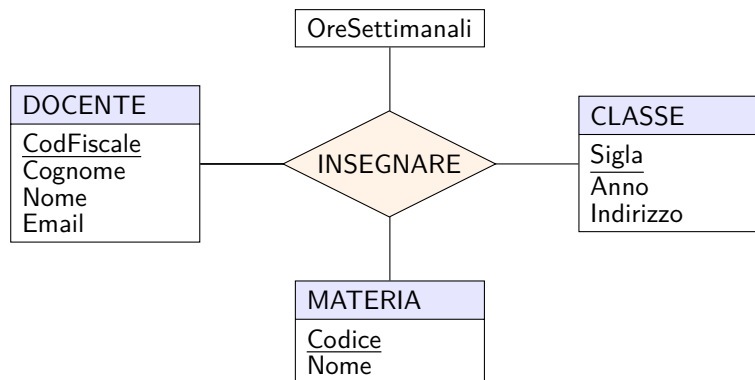 OreSettimanali
DOCENTE
CodFiscale
Cognome
Nome
Email
INSEGNARE
CLASSE
Sigla
Anno
Indirizzo
MATERIA
Codice
Nome